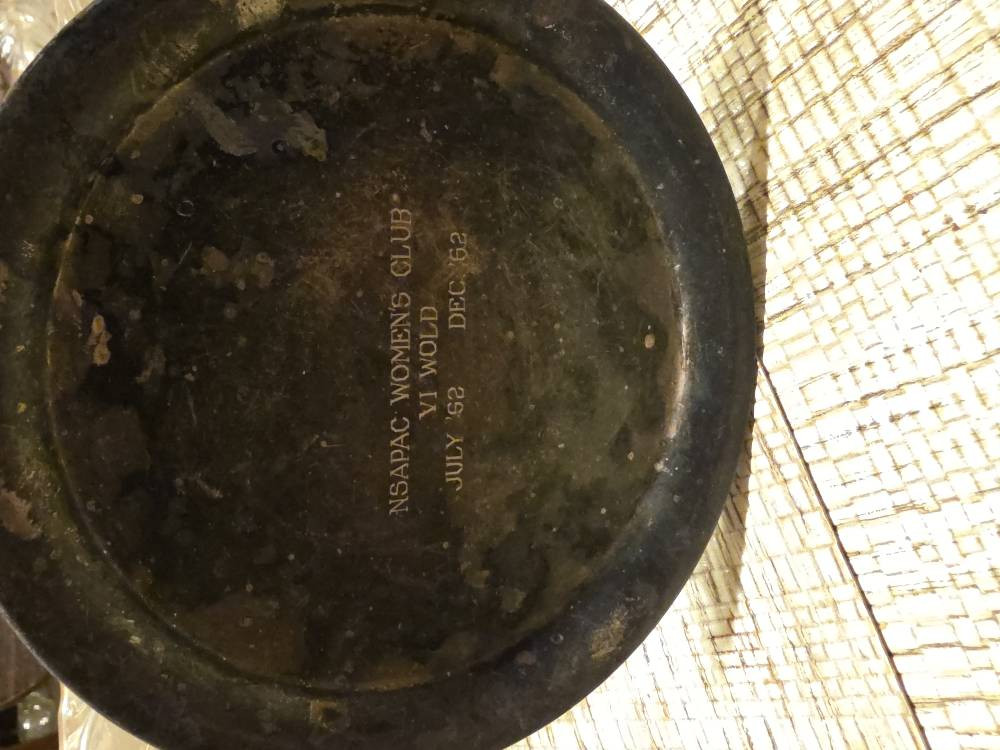 NSAPAC WOMEN'S CLUB
VI WOLD
JULY '62 DEC. '62